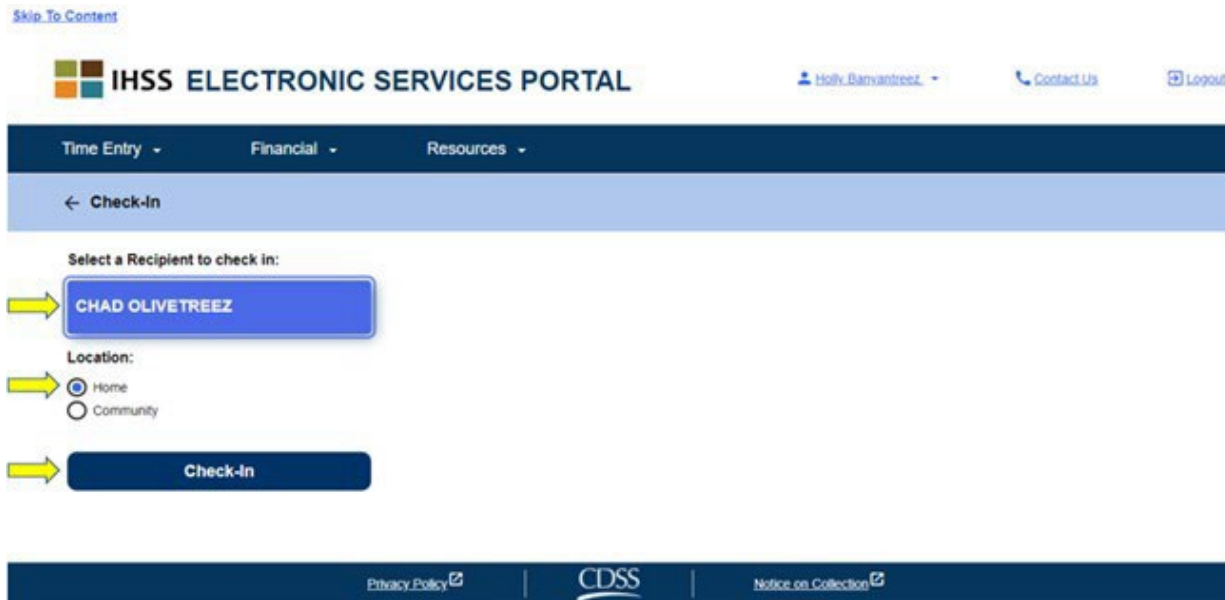 Skip To Content
IHSS ELECTRONIC SERVICES PORTAL
Holly Banyantreez
Contact Us
Logout
Time Entry
Financial
Resources
← Check-In
Select a Recipient to check in:
CHAD OLIVETREEZ
Location:
Home
Community
Check-In
Privacy Policy
CDSS
Notice on Collection